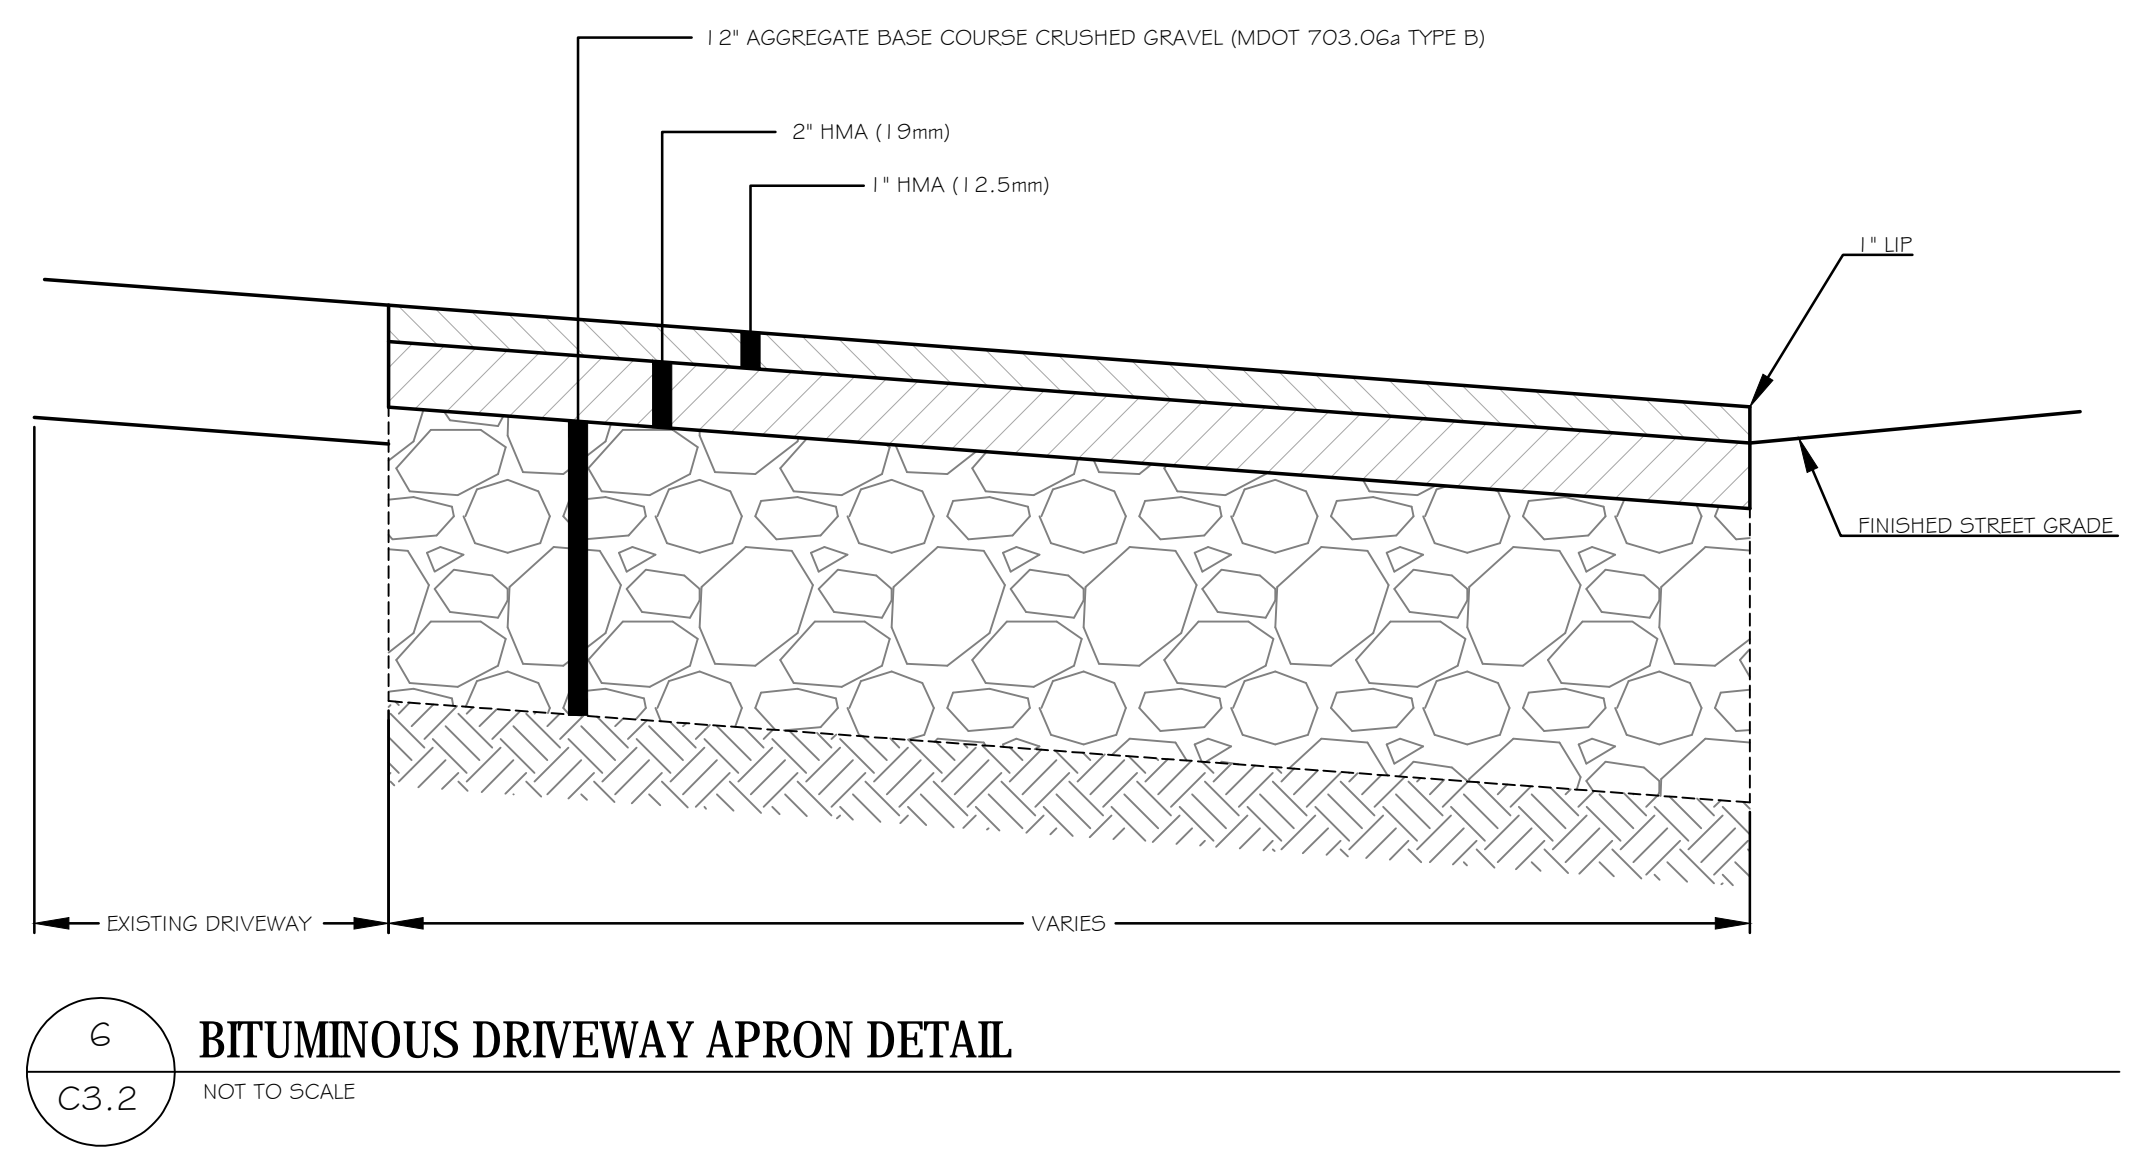 12" AGGREGATE BASE COURSE CRUSHED GRAVEL (MDOT 703.06a TYPE B)
2" HMA (19mm)
1" HMA (12.5mm)
1" LIP
FINISHED STREET GRADE
EXISTING DRIVEWAY
VARIES
6
BITUMINOUS DRIVEWAY APRON DETAIL
C3.2
NOT TO SCALE